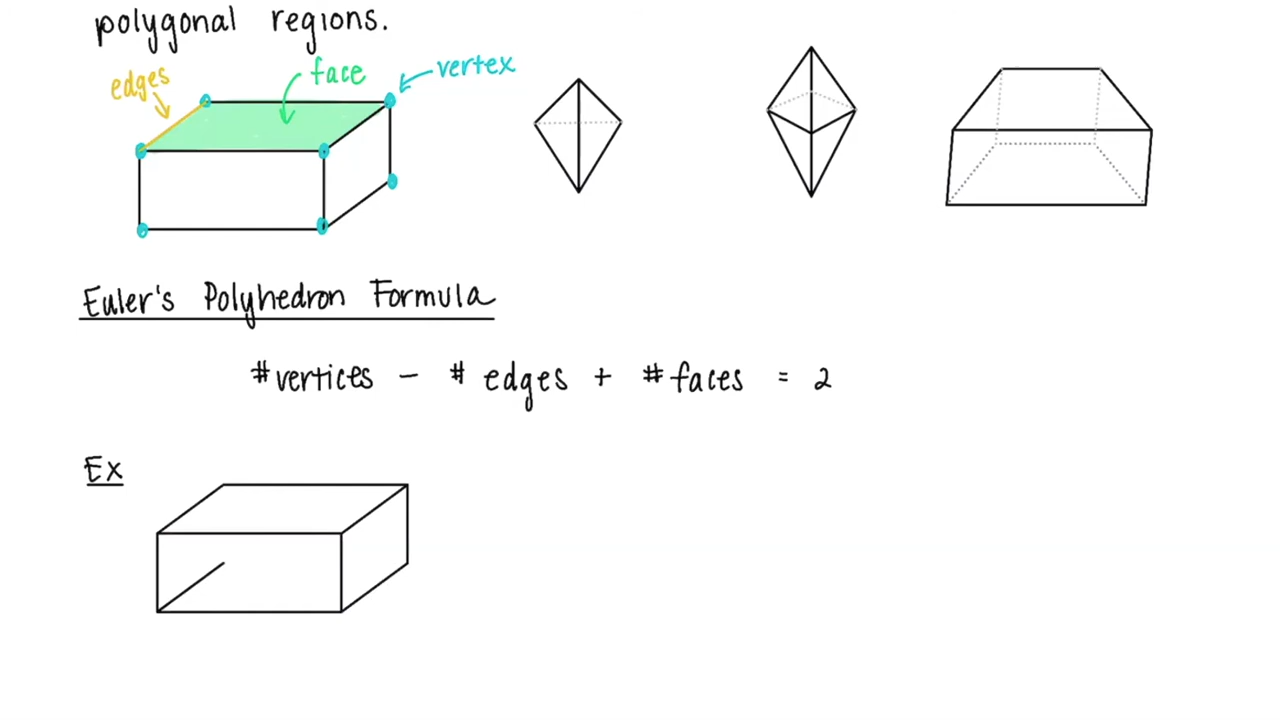 polygonal regions.
edges
face
vertex
Euler's Polyhedron Formula
#vertices - # edges + # faces = 2
Ex